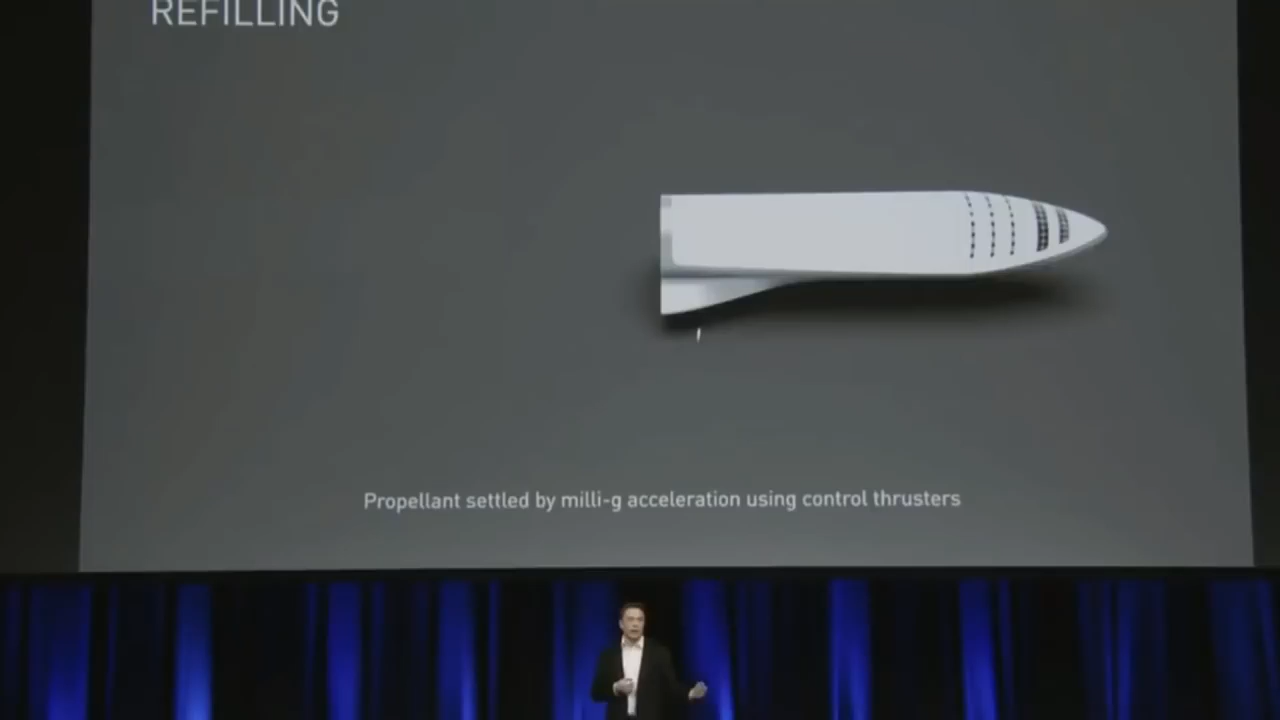 REFILLING
Propellant settled by milli-g acceleration using control thrusters